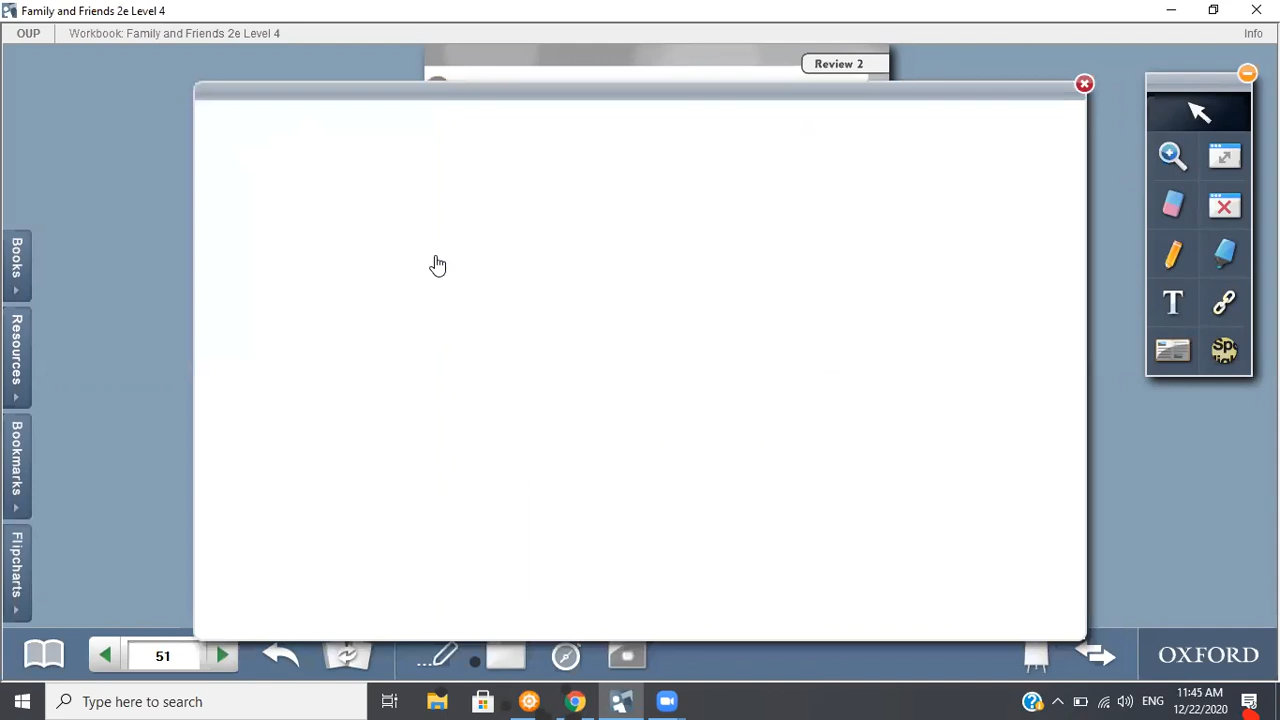 Family and Friends 2e Level 4
OUP
Workbook: Family and Friends 2e Level 4
Info
Review 2
Books
Resources
Bookmarks
Flipcharts
T
51
OXFORD
Type here to search
ENG
11:45 AM
12/22/2020